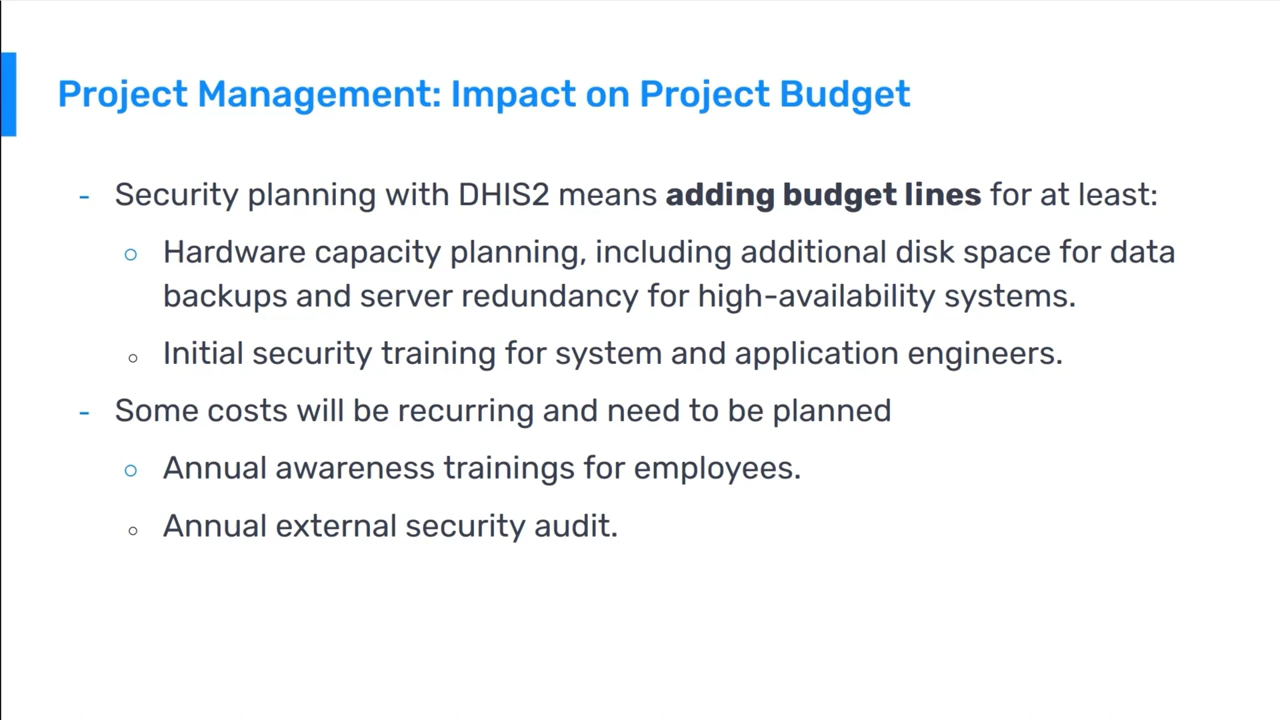 Project Management: Impact on Project Budget
- Security planning with DHIS2 means adding budget lines for at least:
○ Hardware capacity planning, including additional disk space for data
backups and server redundancy for high-availability systems.
○ Initial security training for system and application engineers.
- Some costs will be recurring and need to be planned
○ Annual awareness trainings for employees.
○ Annual external security audit.